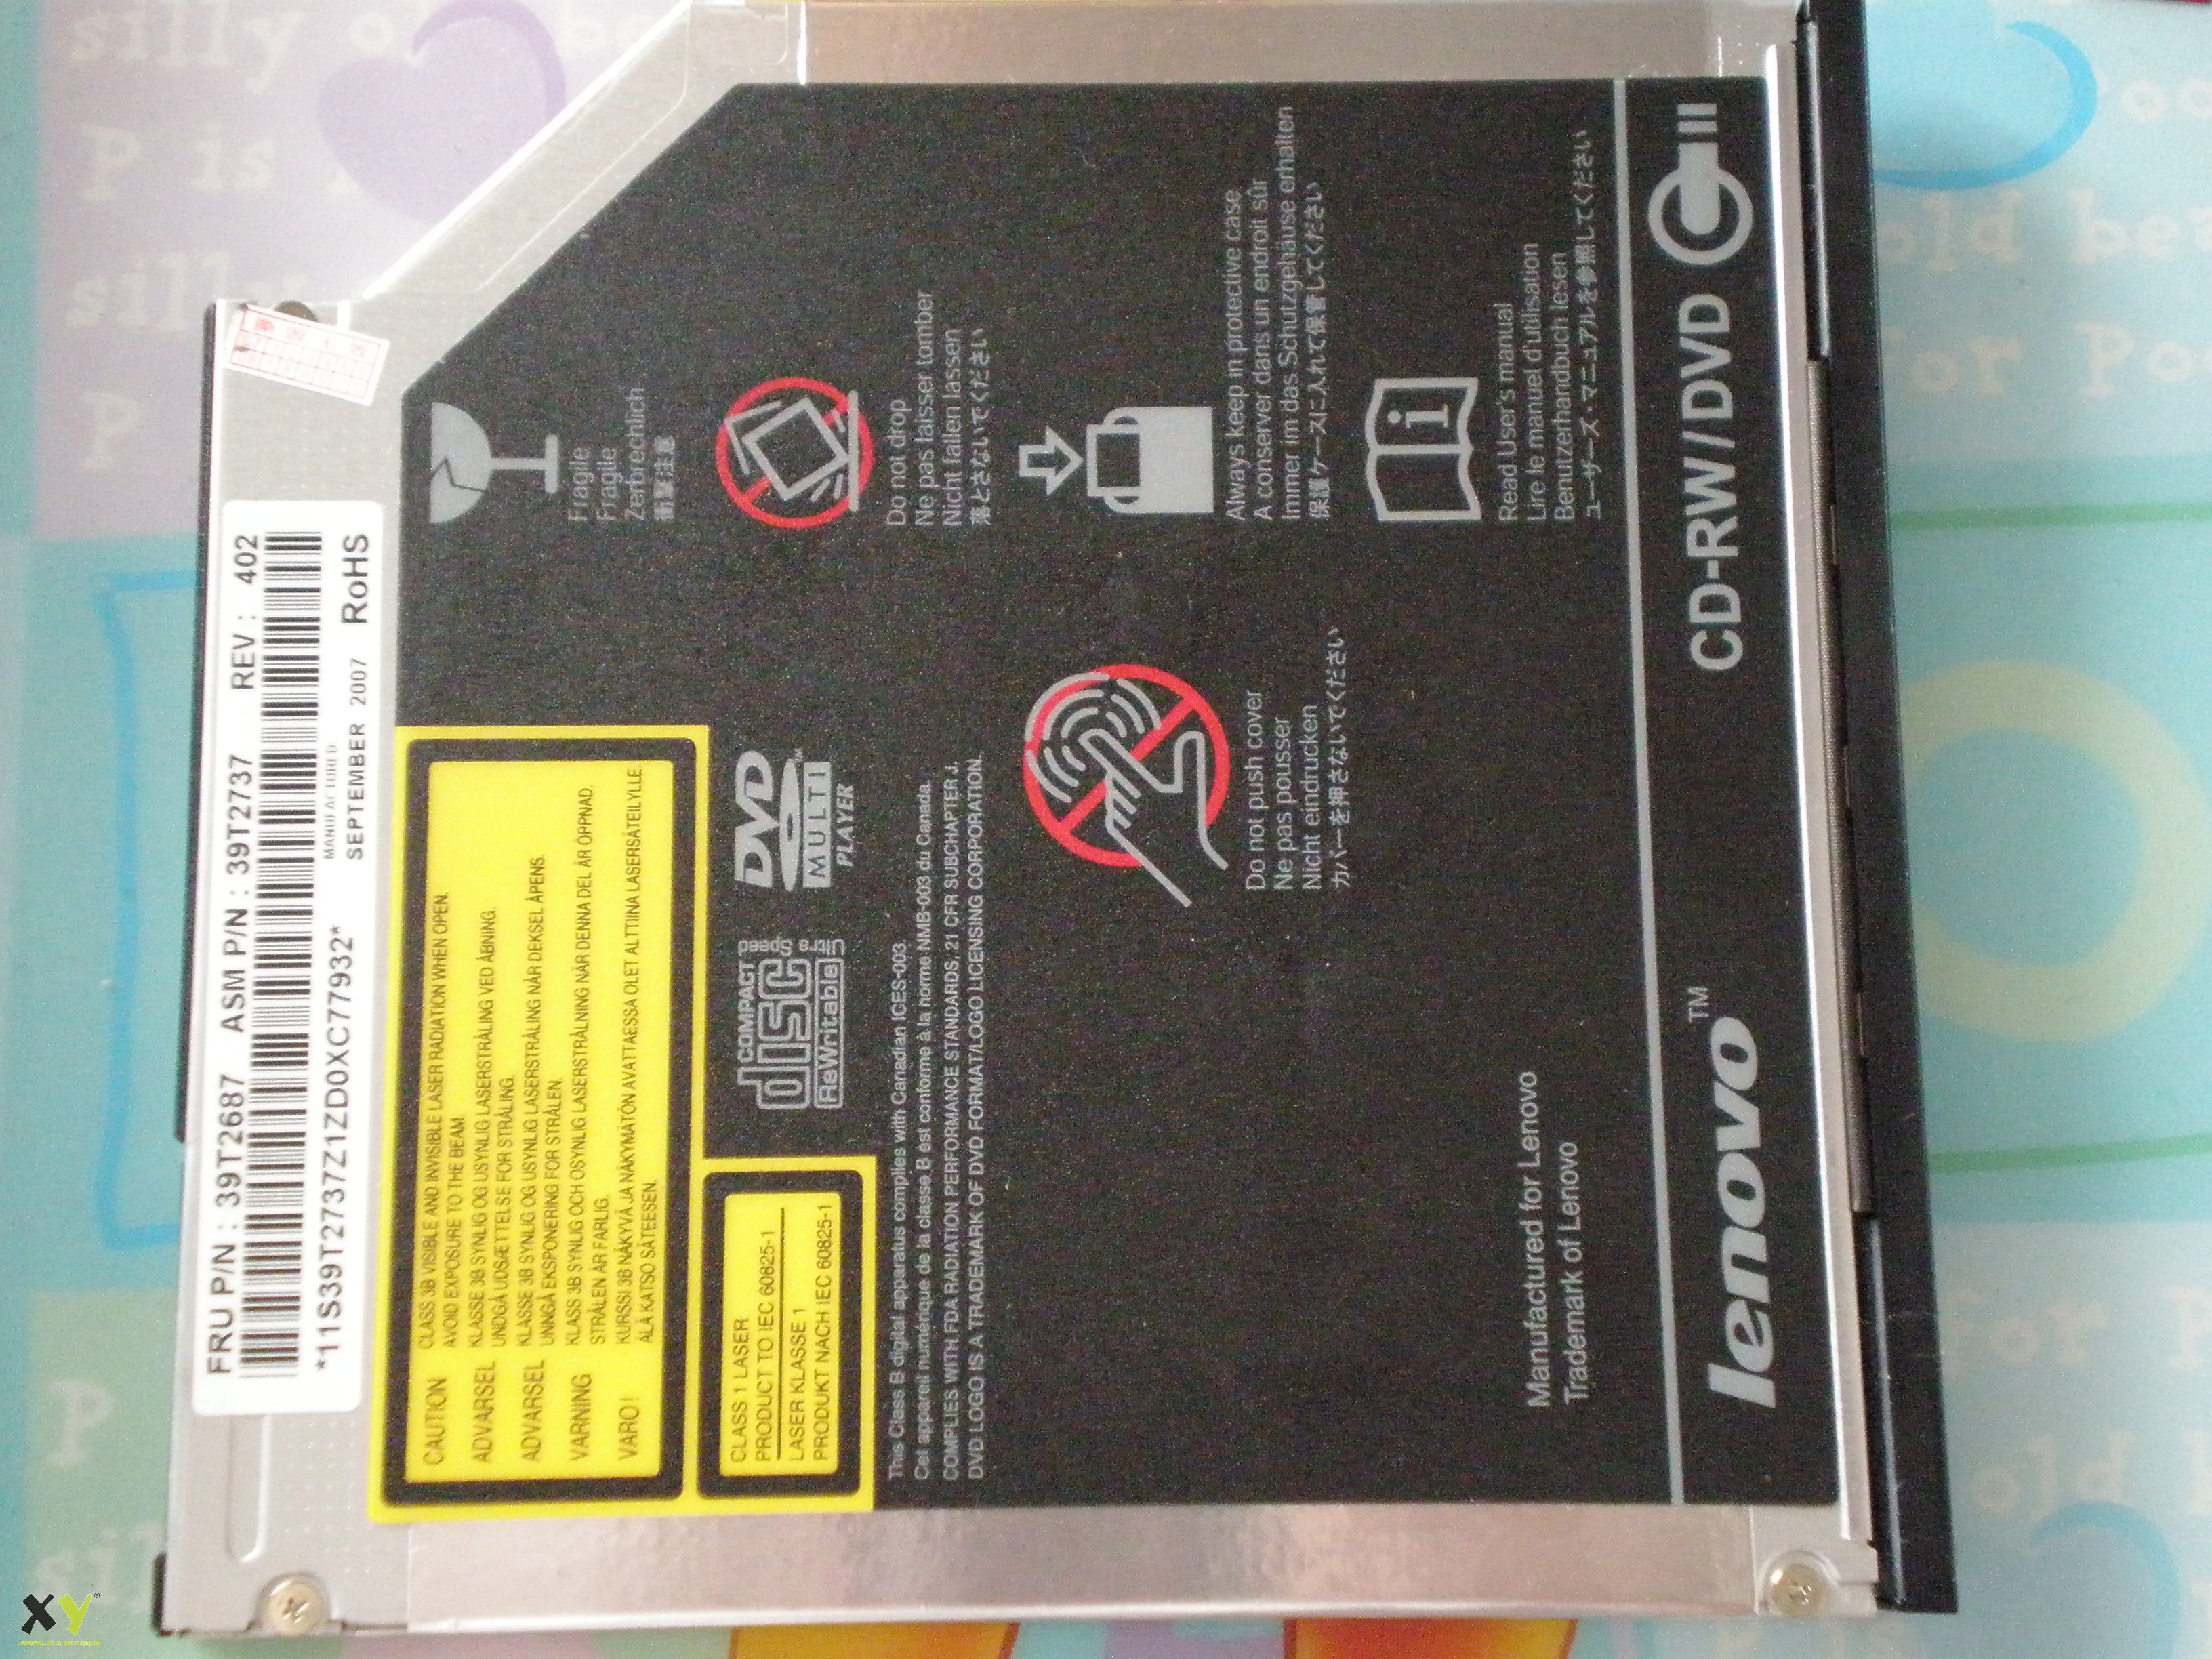 FRU P/N : 39T2687 ASM P/N : 39T2737 REV : 402
MANUFACTURED
*11S39T2737Z1ZD0XC77932* SEPTEMBER 2007 RoHS
CAUTION CLASS 3B VISIBLE AND INVISIBLE LASER RADIATION WHEN OPEN.
AVOID EXPOSURE TO THE BEAM.
ADVARSEL KLASSE 3B SYNLIG OG USYNLIG LASERSTRÅLING VED ÅBNING.
UNDGÅ UDSÆTTELSE FOR STRÅLING.
ADVARSEL KLASSE 3B SYNLIG OG USYNLIG LASERSTRÅLING NÅR DEKSEL ÅPENS.
UNNGÅ EKSPONERING FOR STRÅLEN.
VARNING KLASS 3B SYNLIG OCH OSYNLIG LASERSTRÅLNING NÄR DENNA DEL ÄR ÖPPNAD.
STRÅLEN ÄR FARLIG.
VARO! KURSSI 3B NÄKYVÄ JA NÄKYMÄTÖN AVATTAESSA OLET ALTTIINA LASERSÄTEILYLLE.
ÄLÄ KATSO SÄTEESEEN.
CLASS 1 LASER
PRODUCT TO IEC 60825-1
LASER KLASSE 1
PRODUKT NACH IEC 60825-1
COMPACT
disc
ReWritable
Ultra Speed
DVD
MULTI
PLAYER
This Class B digital apparatus complies with Canadian ICES-003.
Cet appareil numérique de la classe B est conforme à la norme NMB-003 du Canada.
COMPLIES WITH FDA RADIATION PERFORMANCE STANDARDS, 21 CFR SUBCHAPTER J.
DVD LOGO IS A TRADEMARK OF DVD FORMAT/LOGO LICENSING CORPORATION.
Fragile
Fragile
Zerbrechlich
衝撃注意
Do not drop
Ne pas laisser tomber
Nicht fallen lassen
落とさないでください
Always keep in protective case
A conserver dans un endroit sûr
Immer im das Schutzgehäuse erhalten
保護ケースに入れて保管してください
Do not push cover
Ne pas pousser
Nicht eindrucken
カバーを押さないでください
Read User's manual
Lire le manuel d'utilisation
Benutzerhandbuch lesen
ユーザーズ・マニュアルを参照してください
Manufactured for Lenovo
Trademark of Lenovo
lenovo™ CD-RW/DVD
xy®